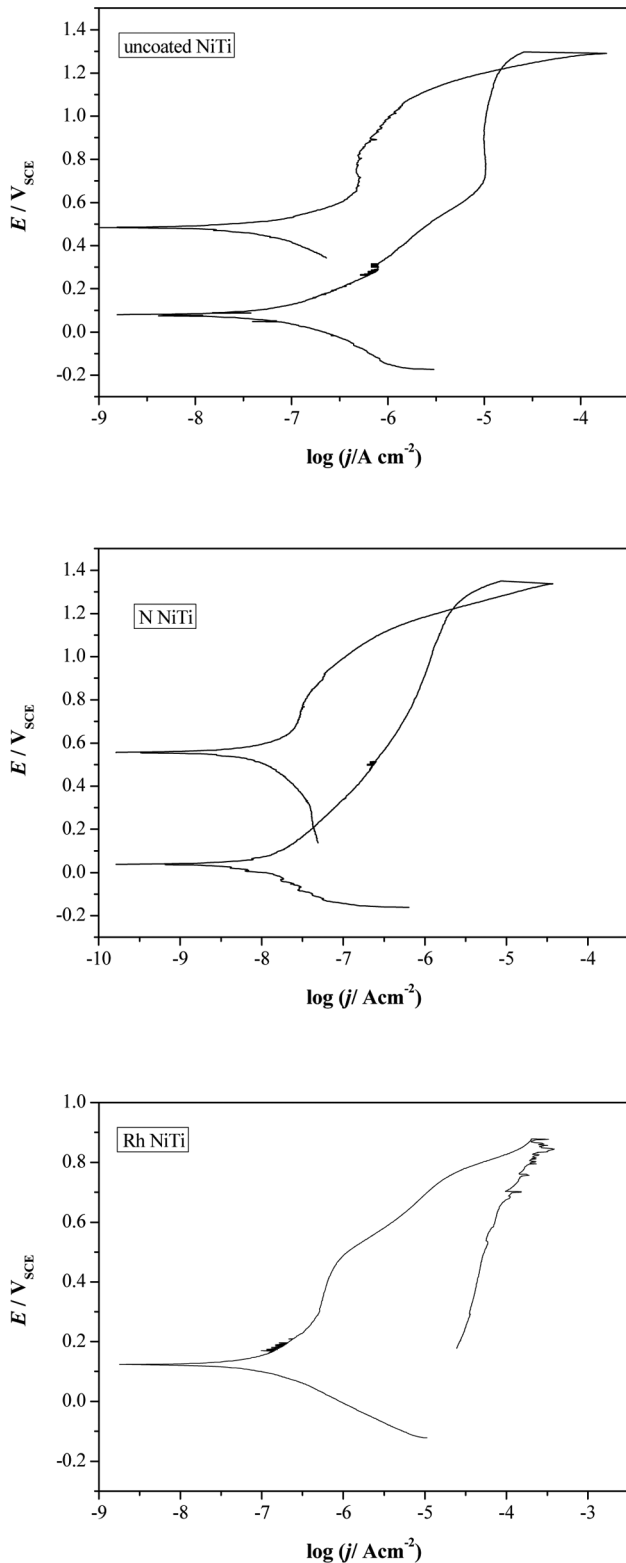 uncoated NiTi
1.4
1.2
1.0
0.8
0.6
0.4
0.2
0.0
-0.2
E / V_SCE
-9 -8 -7 -6 -5 -4
log (j/A cm⁻²)
N NiTi
1.4
1.2
1.0
0.8
0.6
0.4
0.2
0.0
-0.2
E / V_SCE
-10 -9 -8 -7 -6 -5 -4
log (j/ Acm⁻²)
1.0
Rh NiTi
0.8
0.6
0.4
0.2
0.0
-0.2
E / V_SCE
-9 -8 -7 -6 -5 -4 -3
log (j/ Acm⁻²)